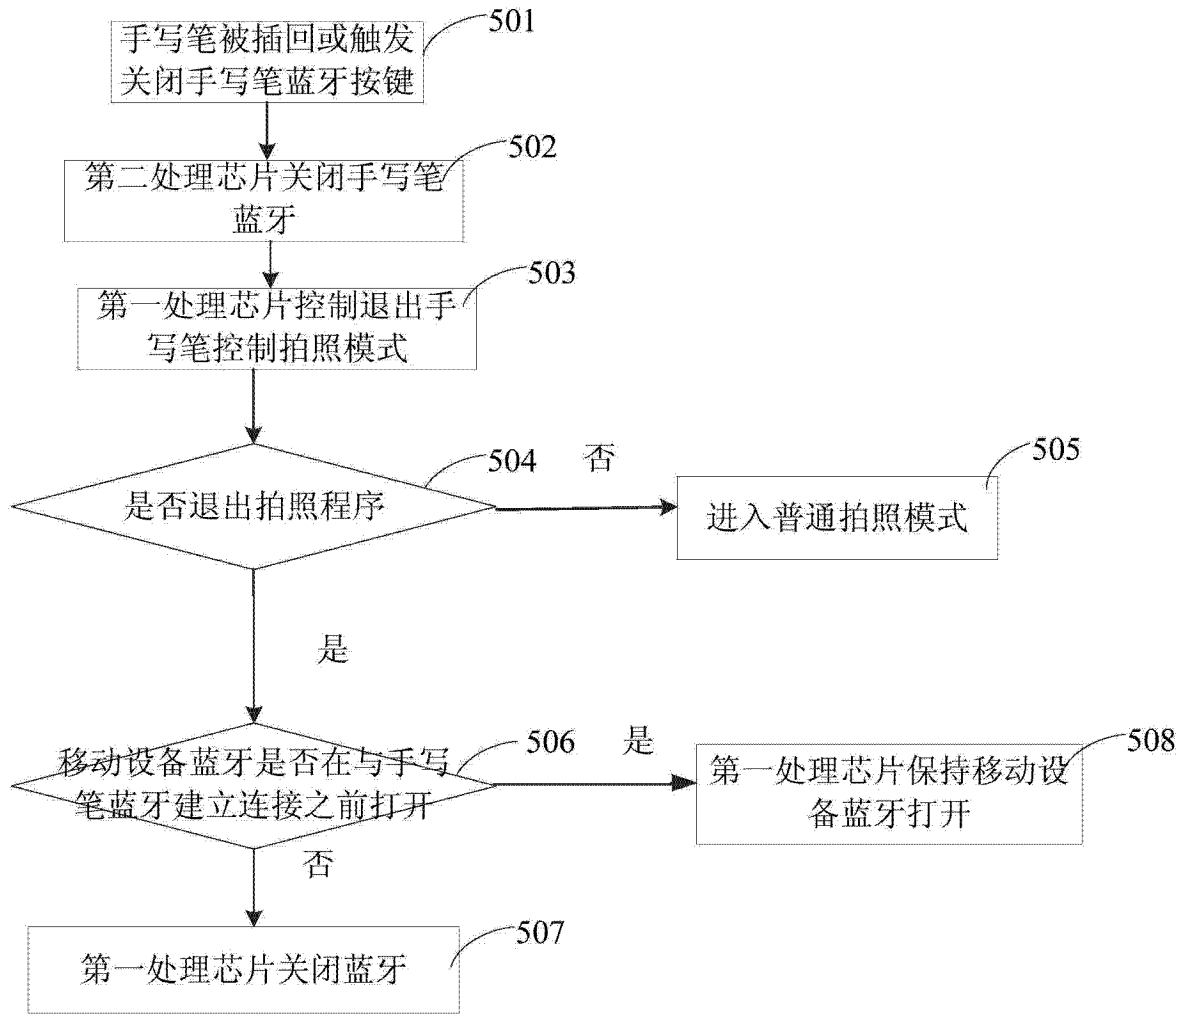 501
手写笔被插回或触发
关闭手写笔蓝牙按键
502
第二处理芯片关闭手写笔
蓝牙
503
第一处理芯片控制退出手
写笔控制拍照模式
504
是否退出拍照程序
否
505
进入普通拍照模式
是
506
移动设备蓝牙是否在与手写
笔蓝牙建立连接之前打开
是
508
第一处理芯片保持移动设
备蓝牙打开
否
507
第一处理芯片关闭蓝牙